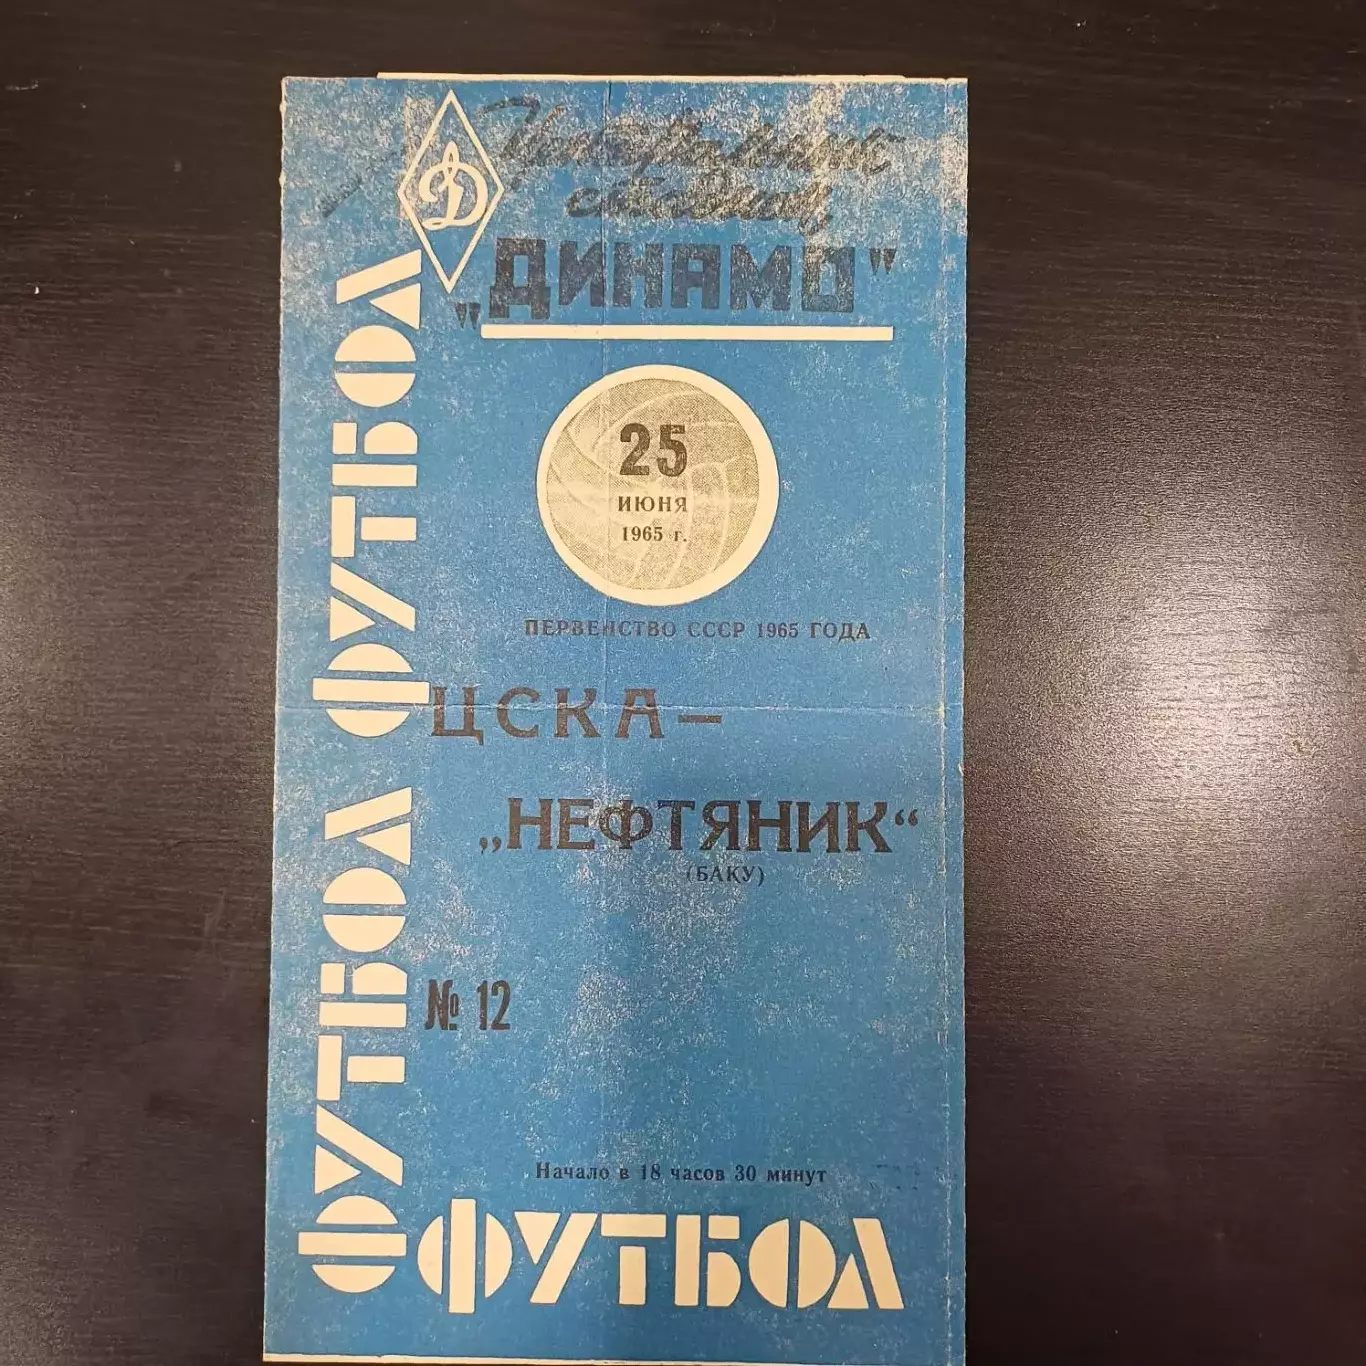 Центральный
стадион
"ДИНАМО"
25
ИЮНЯ
1965 г.
ПЕРВЕНСТВО СССР 1965 ГОДА
ЦСКА—
„НЕФТЯНИК“
(БАКУ)
№ 12
Начало в 18 часов 30 минут
ФУТБОЛ
ФУТБОЛ
ФУТБОЛ